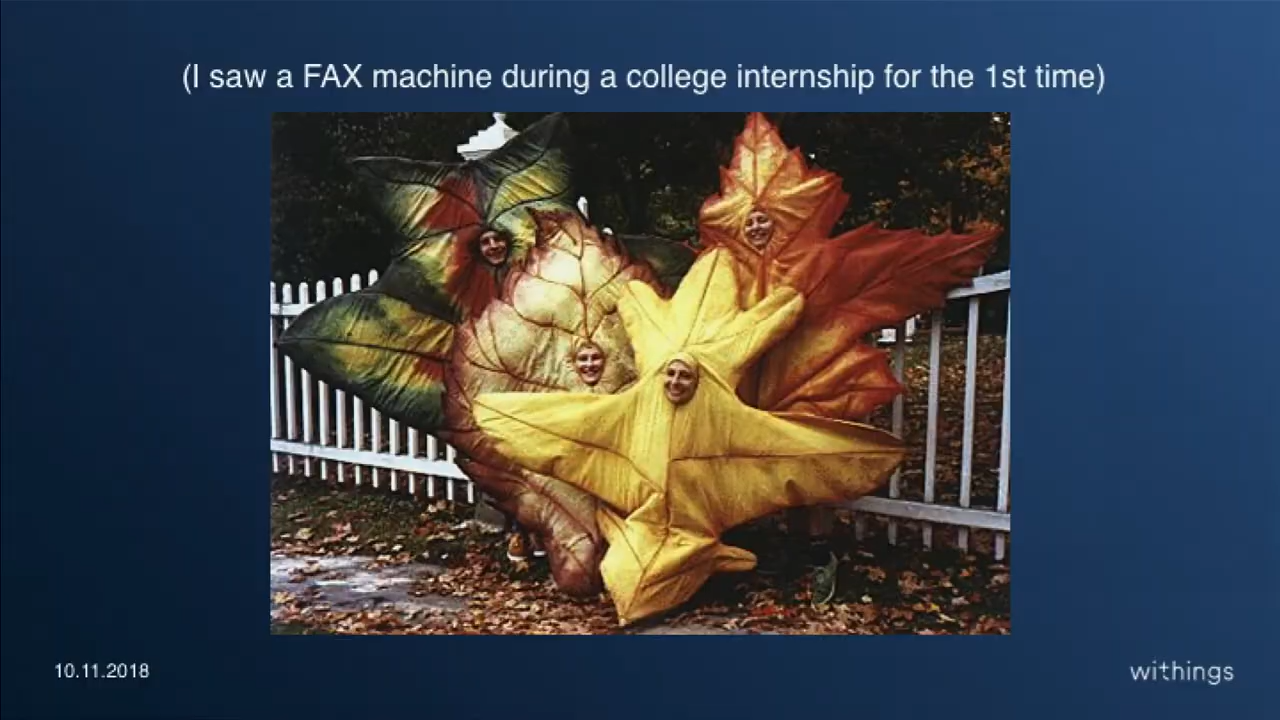 (I saw a FAX machine during a college internship for the 1st time)
10.11.2018
withings